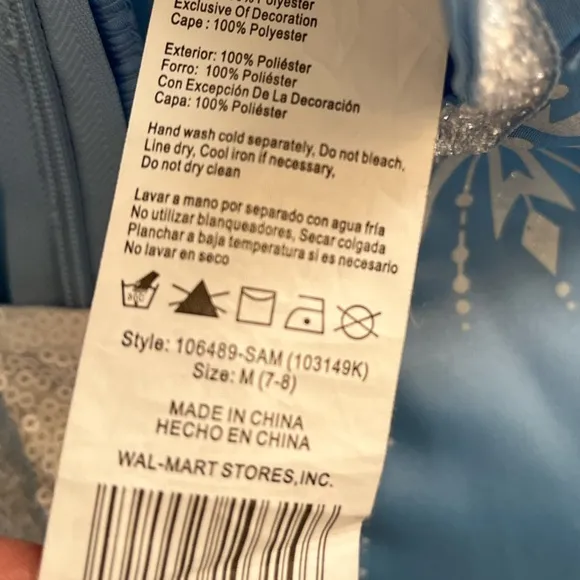 Polyester
Exclusive Of Decoration
Cape : 100% Polyester
Exterior: 100% Poliéster
Forro: 100% Poliéster
Con Excepción De La Decoración
Capa: 100% Poliéster
Hand wash cold separately, Do not bleach.
Line dry, Cool iron if necessary,
Do not dry clean
Lavar a mano por separado con agua fría
No utilizar blanqueadores, Secar colgada
Planchar a baja temperatura si es necesario
No lavar en seco
Style: 106489-SAM (103149K)
Size: M (7-8)
MADE IN CHINA
HECHO EN CHINA
WAL-MART STORES,INC.